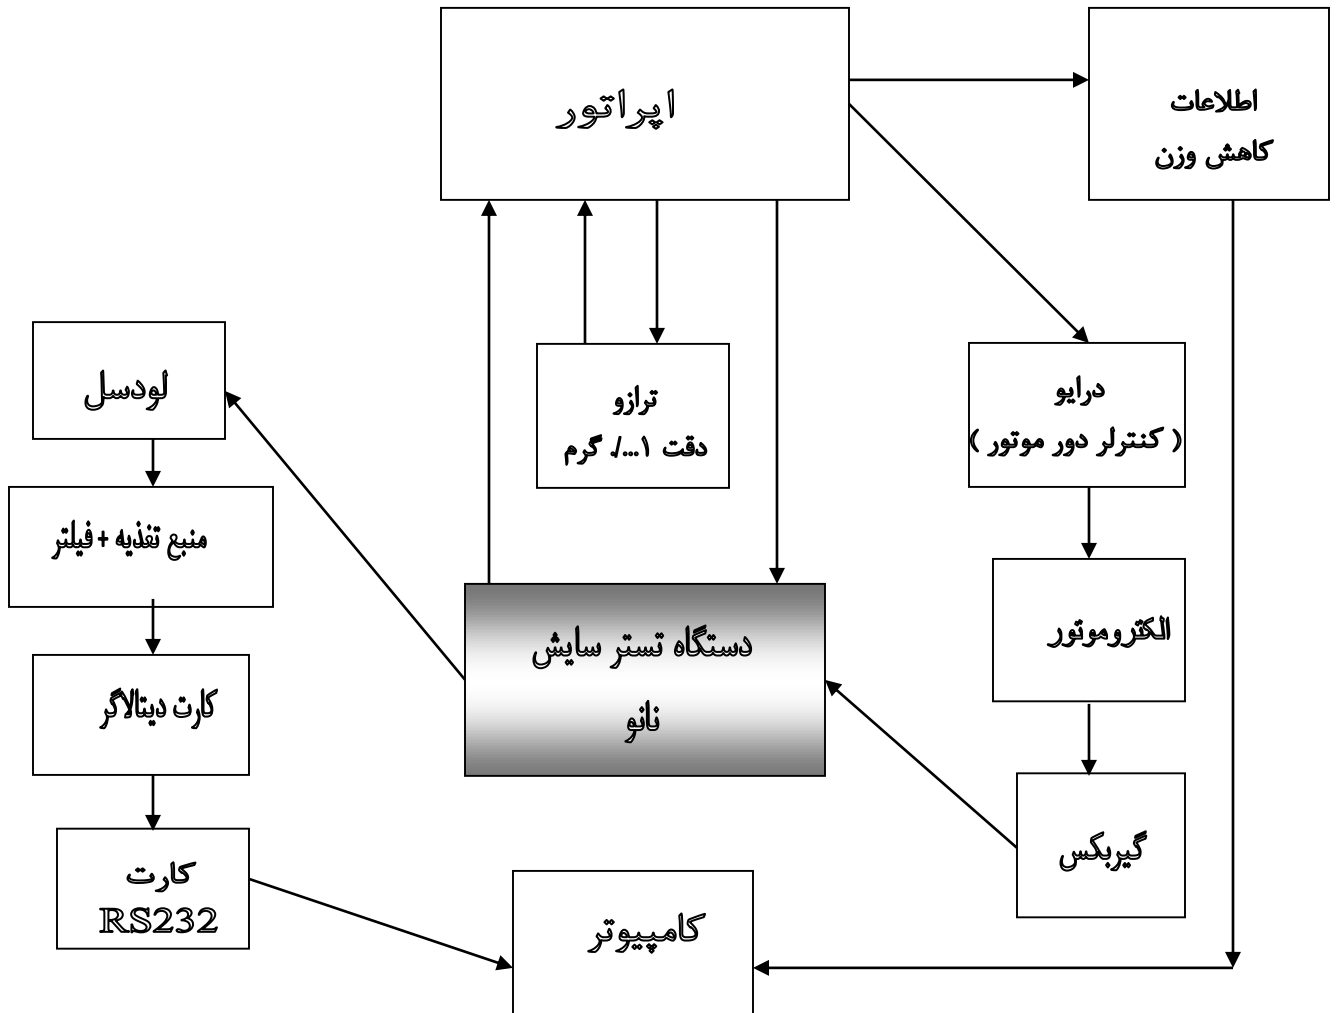 اپراتور
اطلاعات
کاهش وزن
لودسل
ترازو
دقت ۱.../. گرم
درایو
( کنترلر دور موتور )
منبع تغذیه + فیلتر
الکتروموتور
دستگاه تستر سایش
نانو
کارت دیتالاگر
گیربکس
کارت
RS232
کامپیوتر